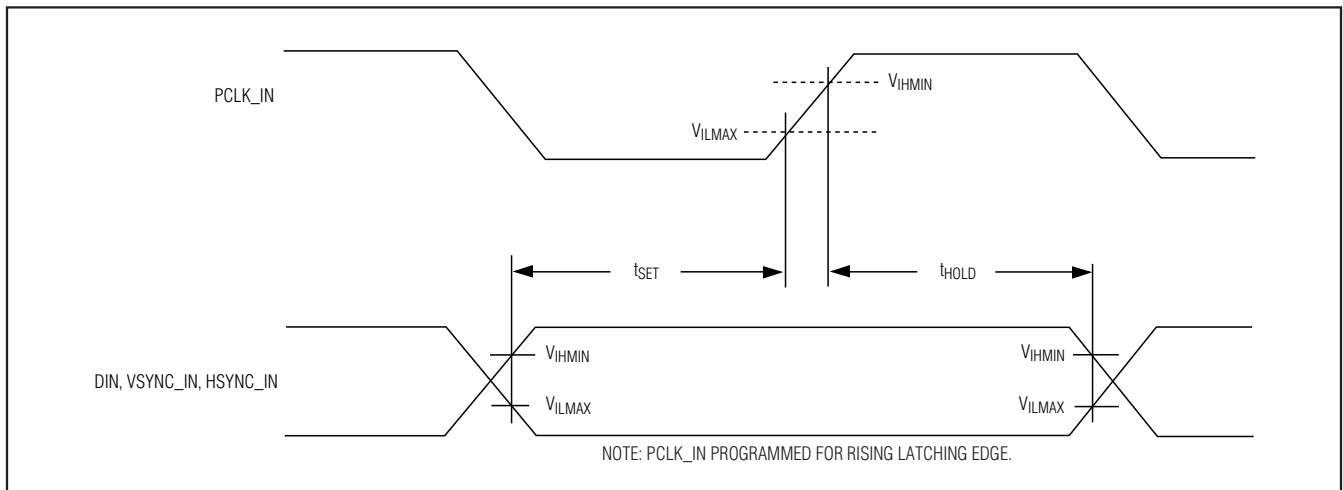 PCLK_IN
VIHMIN
VILMAX
tSET
tHOLD
DIN, VSYNC_IN, HSYNC_IN
VIHMIN
VIHMIN
VILMAX
VILMAX
NOTE: PCLK_IN PROGRAMMED FOR RISING LATCHING EDGE.